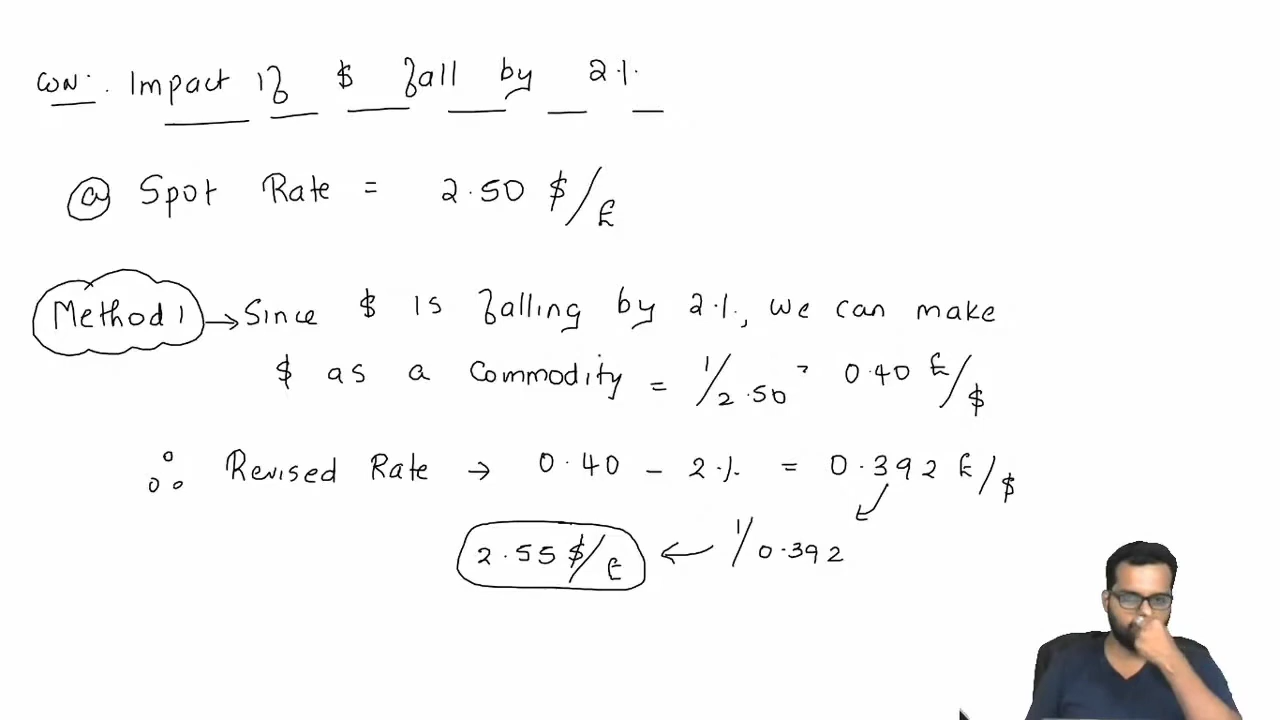 WN: Impact if $ fall by 2%
(a) Spot Rate = 2.50 $/£
Method 1 → Since $ is falling by 2%, we can make
$ as a Commodity = 1/2.50 = 0.40 £/$
∴ Revised Rate → 0.40 - 2% = 0.392 £/$
2.55 $/£ ← 1/0.392